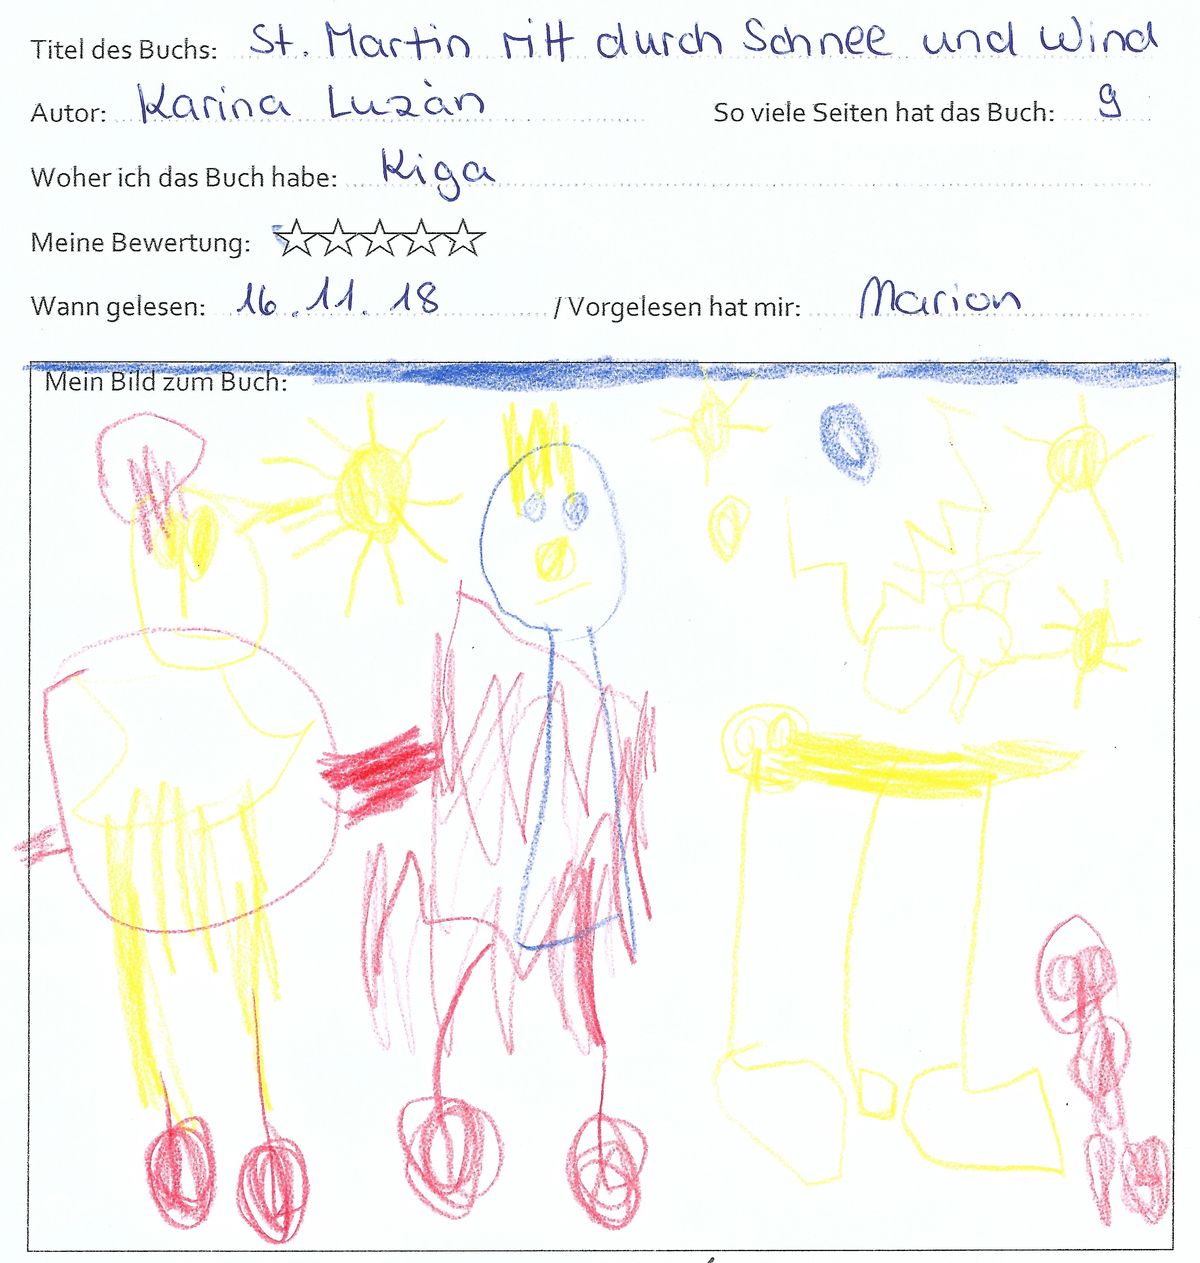 Titel des Buchs: St. Martin ritt durch Schnee und Wind
Autor: Karina Luzàn So viele Seiten hat das Buch: 9
Woher ich das Buch habe: Kiga
Meine Bewertung: ☆☆☆☆☆
Wann gelesen: 16.11.18 / Vorgelesen hat mir: Marion
Mein Bild zum Buch: